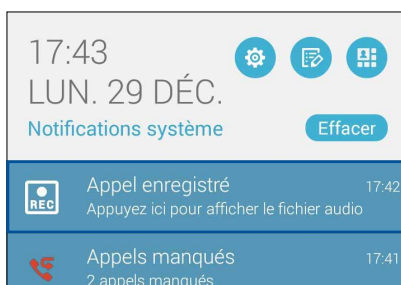 17:43
LUN. 29 DÉC.
Notifications système
Effacer
Appel enregistré
17:42
REC
Appuyez ici pour afficher le fichier audio
Appels manqués
17:41
2 appels manqués